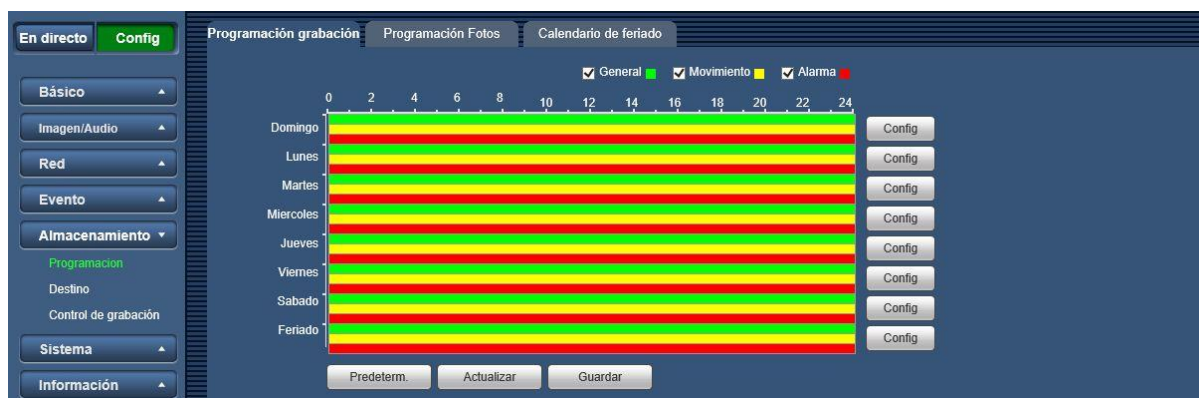 En directo Config
Programación grabación Programación Fotos Calendario de feriado
General Movimiento Alarma
Básico
0 2 4 6 8 10 12 14 16 18 20 22 24
Imagen/Audio
Domingo Config
Red
Lunes Config
Evento
Martes Config
Almacenamiento
Miercoles Config
Programacion
Jueves Config
Destino
Viernes Config
Control de grabación
Sabado Config
Sistema
Feriado Config
Información
Predeterm. Actualizar Guardar